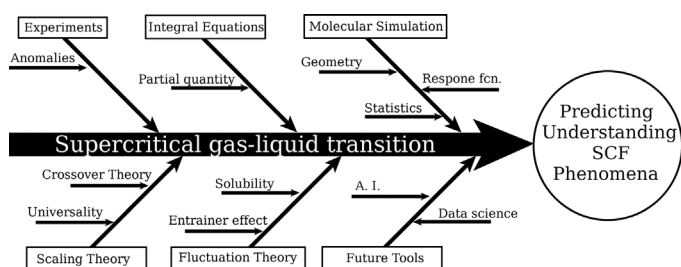 Experiments
Integral Equations
Molecular Simulation
Anomalies
Partial quantity
Geometry
Respone fcn.
Statistics
Supercritical gas-liquid transition
Predicting
Understanding
SCF
Phenomena
Crossover Theory
Universality
Solubility
Entrainer effect
A. I.
Data science
Scaling Theory
Fluctuation Theory
Future Tools